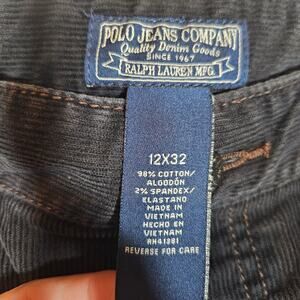 POLO JEANS COMPANY
Quality Denim Goods
SINCE 1967
RALPH LAUREN MFG.
12X32
98% COTTON/
ALGODÓN
2% SPANDEX/
ELASTANO
MADE IN
VIETNAM
HECHO EN
VIETNAM
RN41381
REVERSE FOR CARE